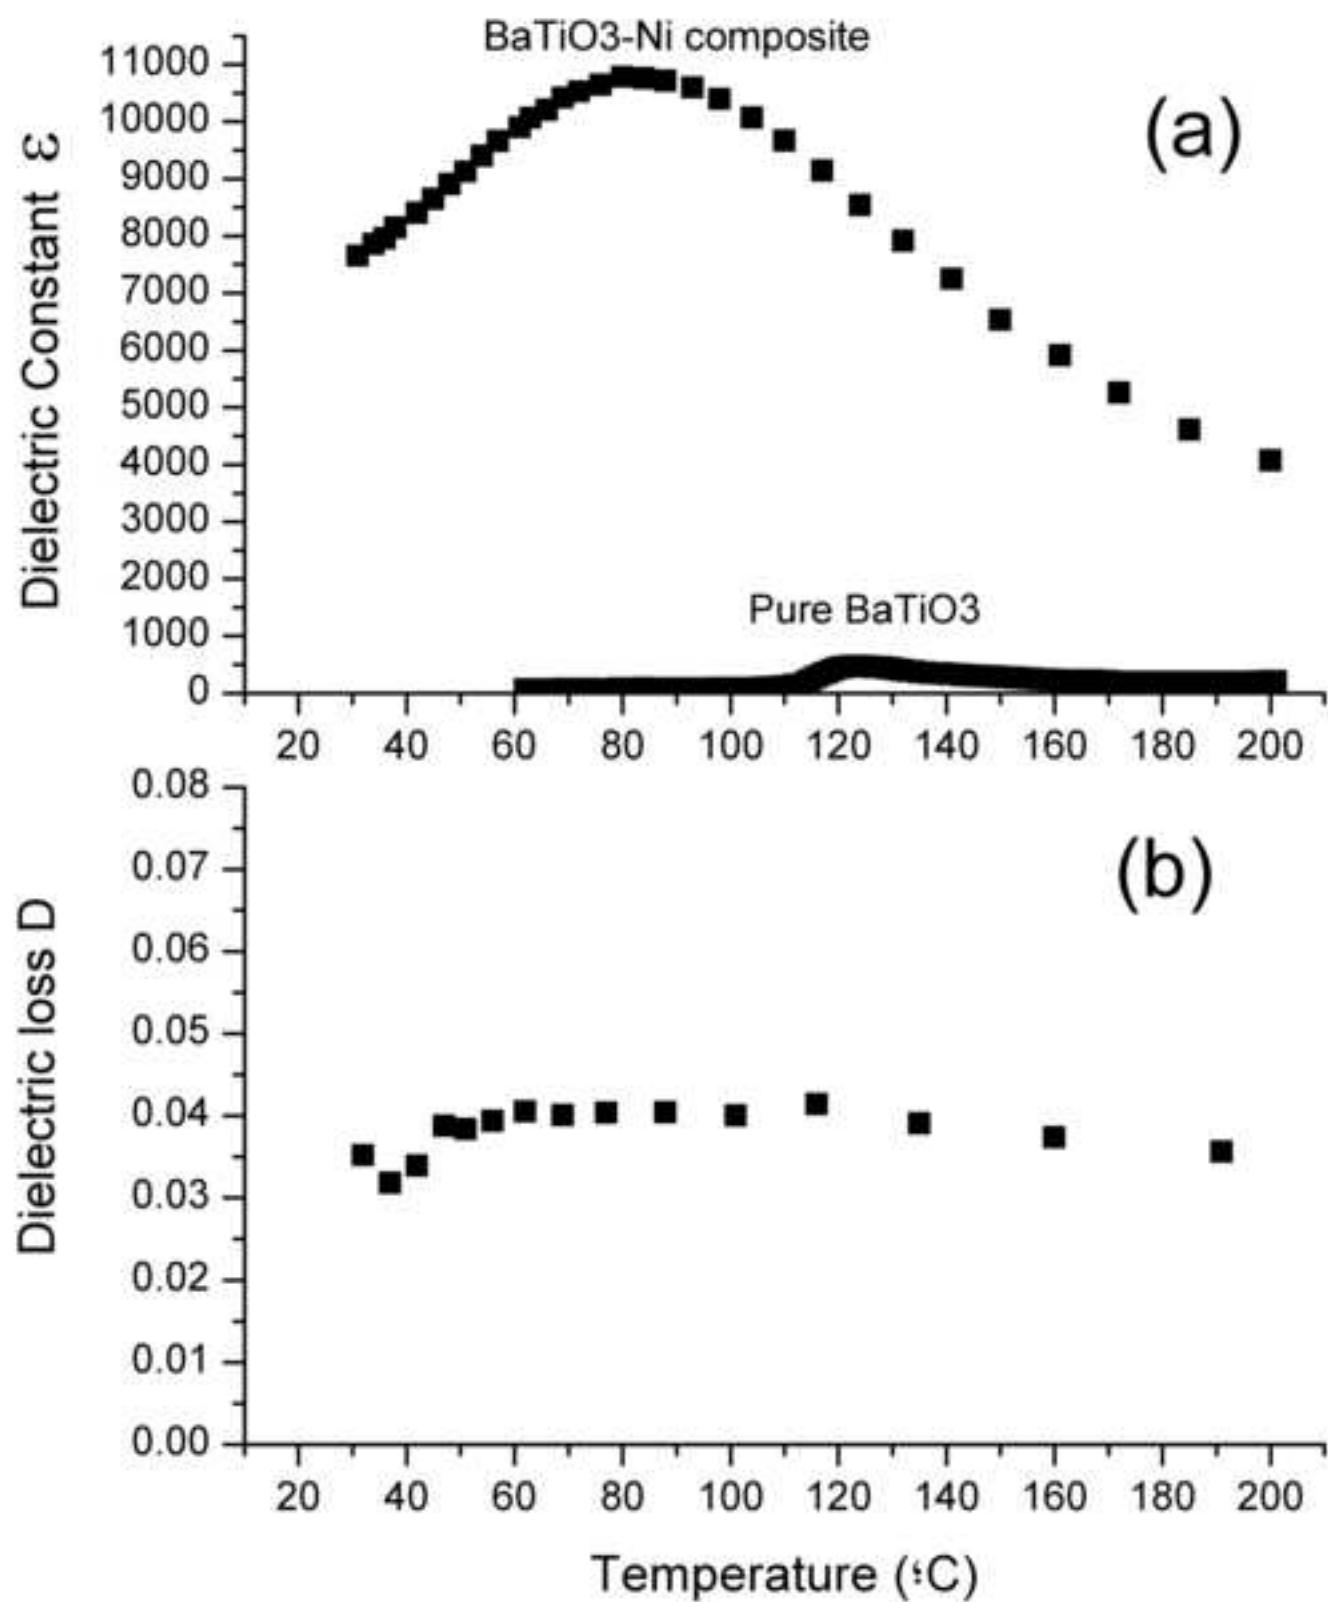 BaTiO3-Ni composite
(a)
Dielectric Constant ε
11000
10000
9000
8000
7000
6000
5000
4000
3000
2000
1000
0
Pure BaTiO3
20 40 60 80 100 120 140 160 180 200
(b)
Dielectric loss D
0.08
0.07
0.06
0.05
0.04
0.03
0.02
0.01
0.00
20 40 60 80 100 120 140 160 180 200
Temperature (؛C)